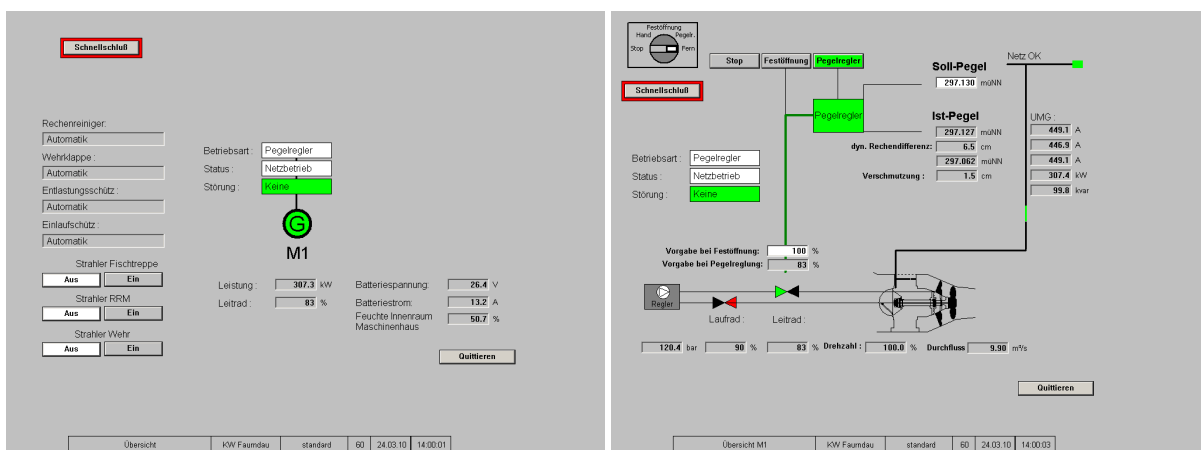 Schnellschluß
Rechenreiniger:
Automatik
Wehrklappe :
Automatik
Entlastungsschütz :
Automatik
Einlaufschütz :
Automatik
Strahler Fischtreppe
Aus Ein
Strahler RRM
Aus Ein
Strahler Wehr
Aus Ein
Betriebsart : Pegelregler
Status : Netzbetrieb
Störung : Keine
G
M1
Leistung : 307.3 kW
Leitrad : 83 %
Batteriespannung: 26.4 V
Batteriestrom: 13.2 A
Feuchte Innenraum
Maschinenhaus 50.7 %
Quittieren
Übersicht KW Faurndau standard 60 24.03.10 14:00:01
Festöffnung
Hand Pegelr.
Stop Fern
Stop Festöffnung Pegelregler
Schnellschluß
Pegelregler
Soll-Pegel
297.130 müNN
Ist-Pegel
297.127 müNN
dyn. Rechendifferenz: 6.5 cm
297.062 müNN
Verschmutzung : 1.5 cm
Netz OK
UMG :
449.1 A
446.9 A
449.1 A
307.4 kW
99.8 kvar
Betriebsart : Pegelregler
Status : Netzbetrieb
Störung : Keine
Vorgabe bei Festöffnung: 100 %
Vorgabe bei Pegelreglung: 83 %
Regler
Laufrad : Leitrad :
120.4 bar 90 % 83 % Drehzahl : 100.0 % Durchfluss 9.90 m³/s
Quittieren
Übersicht M1 KW Faurndau standard 60 24.03.10 14:00:03